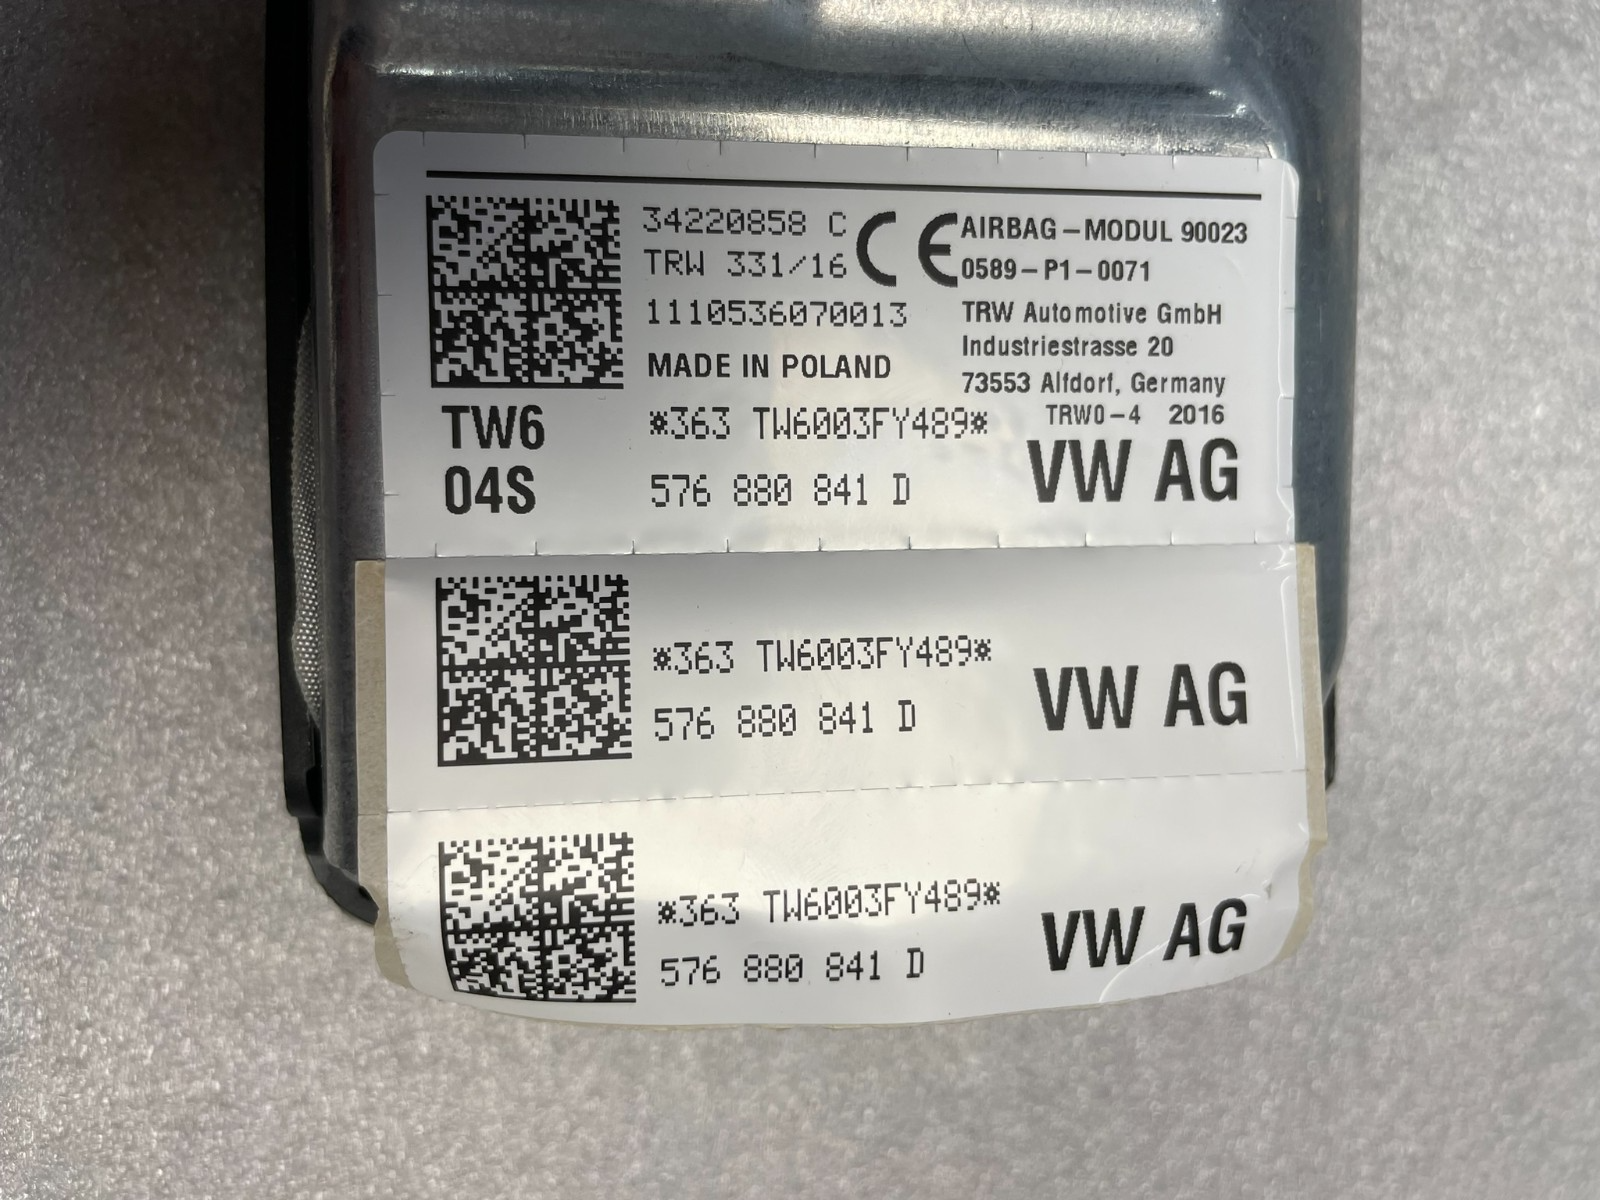 34220858 C CE AIRBAG-MODUL 90023
TRW 331/16 0589-P1-0071
1110536070013 TRW Automotive GmbH
Industriestrasse 20
MADE IN POLAND 73553 Alfdorf, Germany
TW6 *363 TW6003FY489* TRW0-4 2016
04S 576 880 841 D VW AG
*363 TW6003FY489*
576 880 841 D VW AG
*363 TW6003FY489*
576 880 841 D VW AG